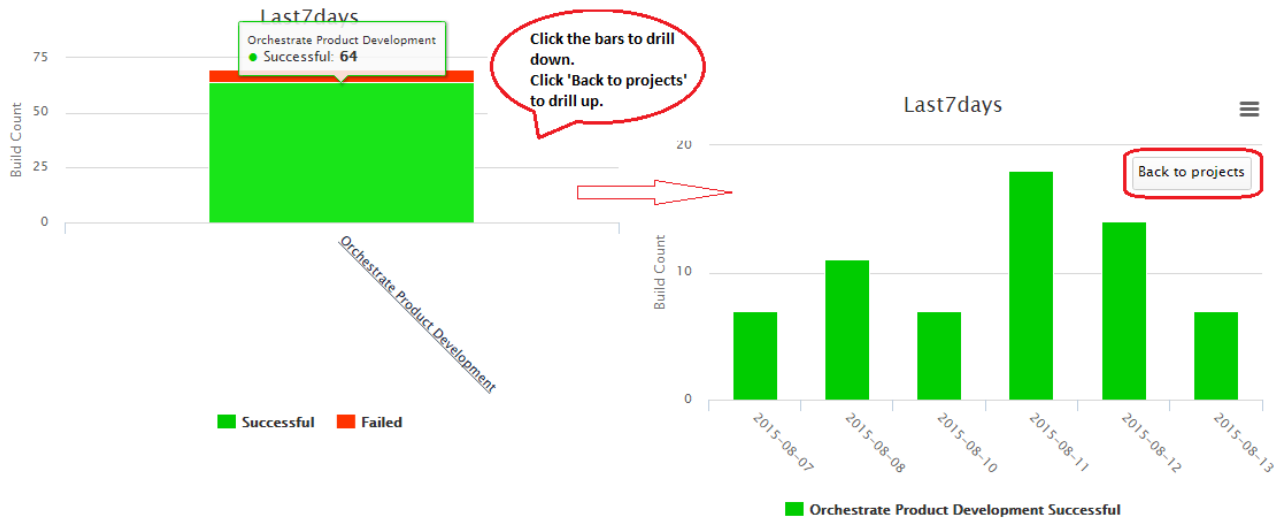 Last7days
Orchestrate Product Development
Successful: 64
75
50
25
0
Build Count
Orchestrate Product Development
Successful
Failed
Click the bars to drill
down.
Click 'Back to projects'
to drill up.
Last7days
Back to projects
20
10
0
Build Count
2015-08-07
2015-08-08
2015-08-10
2015-08-11
2015-08-12
2015-08-13
Orchestrate Product Development Successful